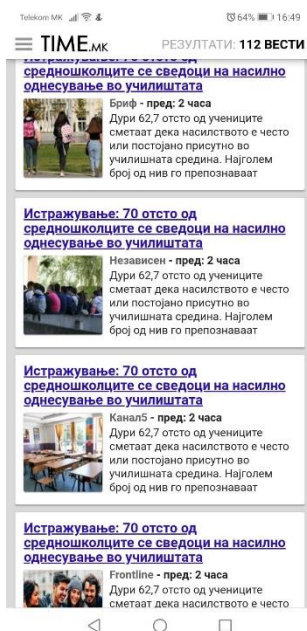 Telekom MK 64% 16:49
TIME.MK РЕЗУЛТАТИ: 112 ВЕСТИ
Истражување: 70 отсто од
средношколците се сведоци на насилно
однесување во училиштата
Бриф - пред: 2 часа
Дури 62,7 отсто од учениците
сметаат дека насилството е често
или постојано присутно во
училишната средина. Најголем
број од нив го препознаваат
Истражување: 70 отсто од
средношколците се сведоци на насилно
однесување во училиштата
Независен - пред: 2 часа
Дури 62,7 отсто од учениците
сметаат дека насилството е често
или постојано присутно во
училишната средина. Најголем
број од нив го препознаваат
Истражување: 70 отсто од
средношколците се сведоци на насилно
однесување во училиштата
Канал5 - пред: 2 часа
Дури 62,7 отсто од учениците
сметаат дека насилството е често
или постојано присутно во
училишната средина. Најголем
број од нив го препознаваат
Истражување: 70 отсто од
средношколците се сведоци на насилно
однесување во училиштата
Frontline - пред: 2 часа
Дури 62,7 отсто од учениците
сметаат дека насилството е често